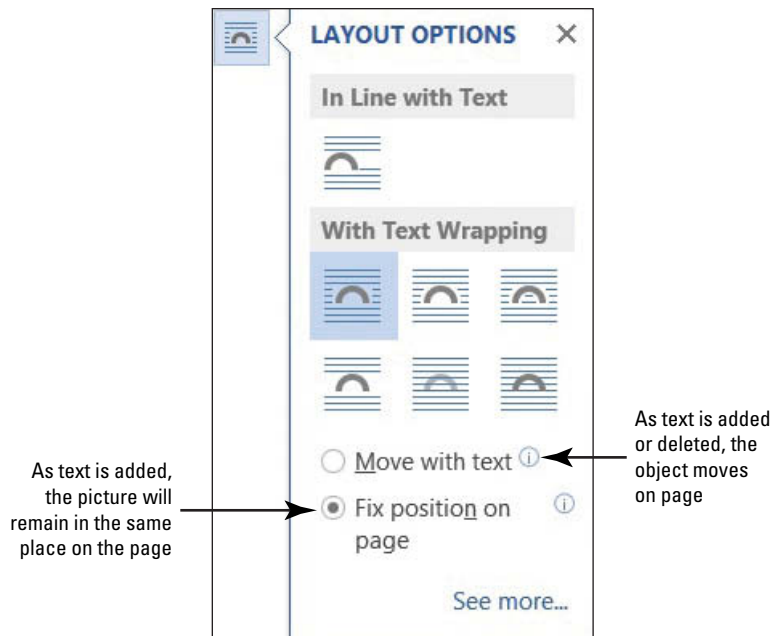 LAYOUT OPTIONS
In Line with Text
With Text Wrapping
Move with text
Fix position on
page
See more...
As text is added,
the picture will
remain in the same
place on the page
As text is added
or deleted, the
object moves
on page